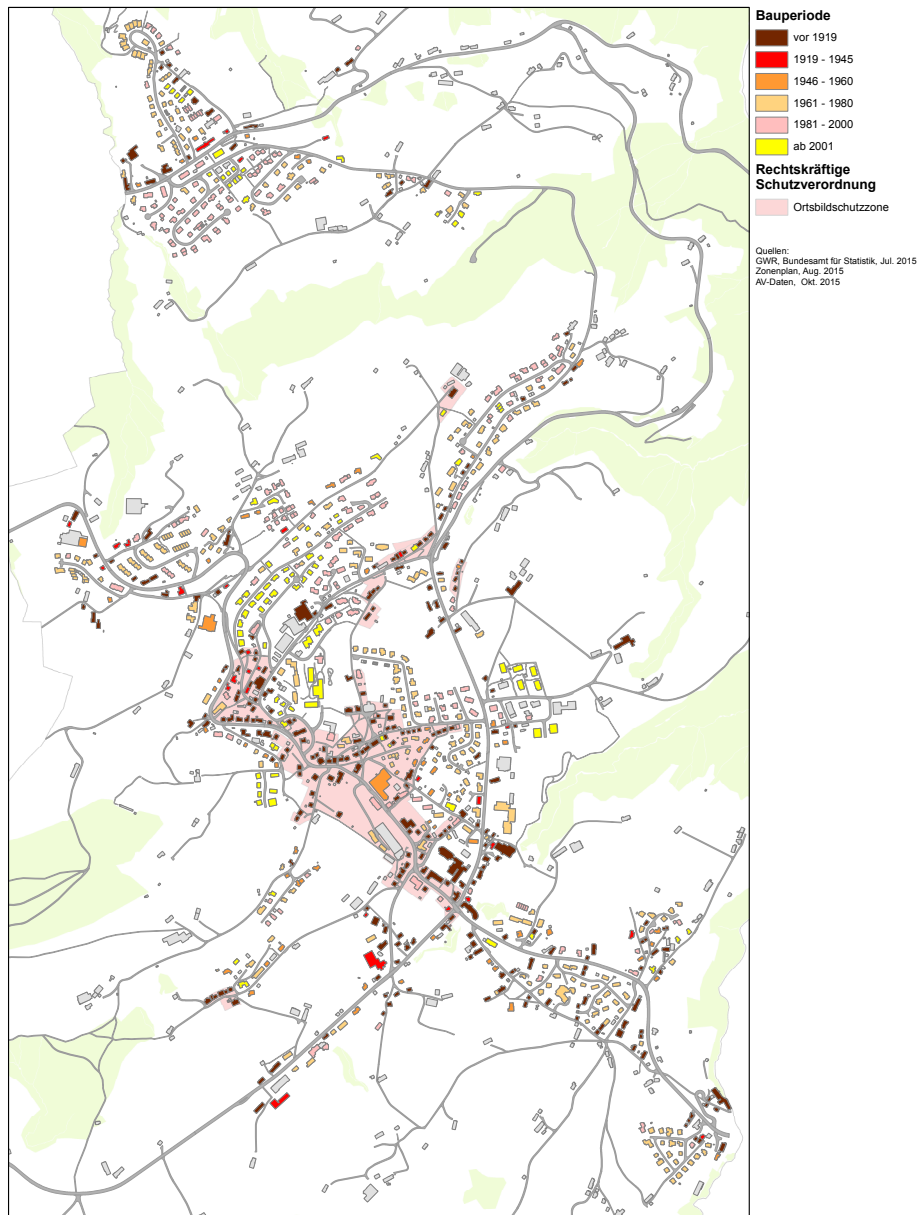 Bauperiode
vor 1919
1919 - 1945
1946 - 1960
1961 - 1980
1981 - 2000
ab 2001
Rechtskräftige
Schutzverordnung
Ortsbildschutzzone
Quellen:
GWR, Bundesamt für Statistik, Jul. 2015
Zonenplan, Aug. 2015
AV-Daten, Okt. 2015